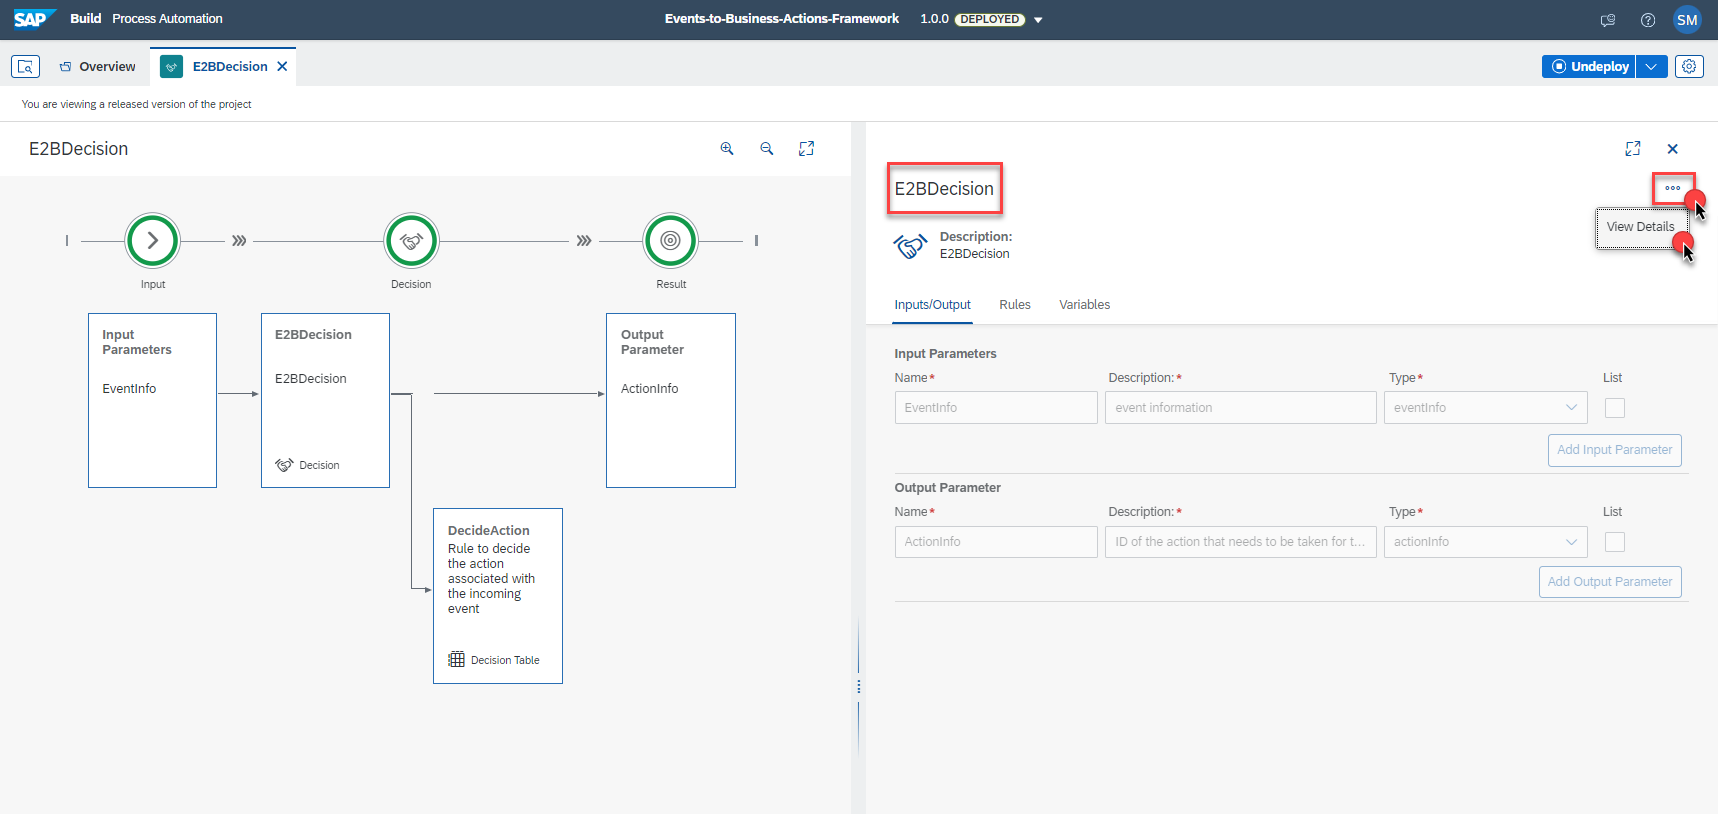 SAP Build Process Automation
Events-to-Business-Actions-Framework 1.0.0 DEPLOYED
SM
Overview
E2BDecision
Undeploy
You are viewing a released version of the project
E2BDecision
Input
Decision
Result
Input
Parameters
EventInfo
E2BDecision
E2BDecision
Decision
Output
Parameter
ActionInfo
DecideAction
Rule to decide
the action
associated with
the incoming
event
Decision Table
E2BDecision
View Details
Description:
E2BDecision
Inputs/Output Rules Variables
Input Parameters
Name* Description:* Type* List
EventInfo event information eventInfo
Add Input Parameter
Output Parameter
Name* Description:* Type* List
ActionInfo ID of the action that needs to be taken for t... actionInfo
Add Output Parameter